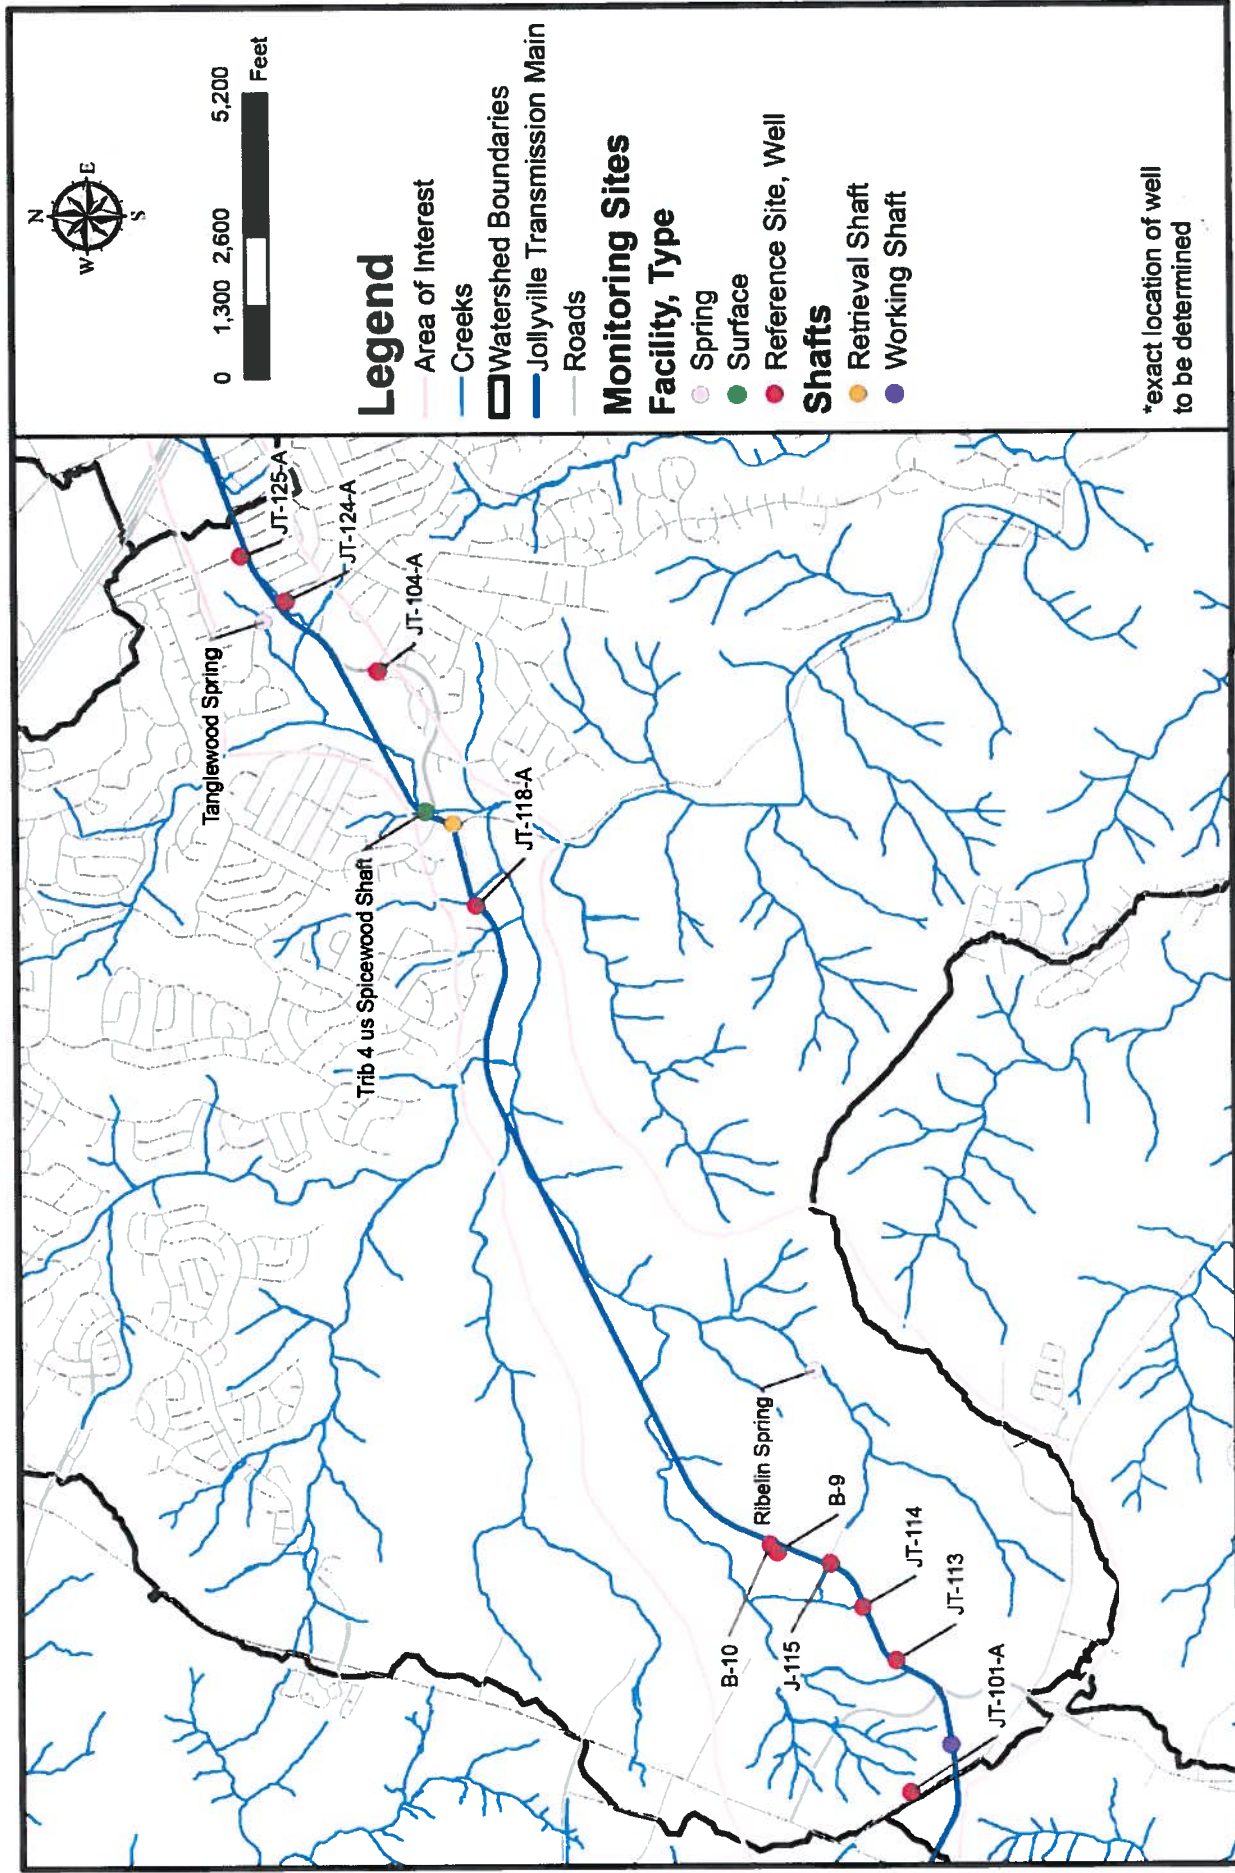 N
W
E
S
0 1,300 2,600 5,200
Feet
Legend
Area of Interest
Creeks
Watershed Boundaries
Jollyville Transmission Main
Roads
Monitoring Sites
Facility, Type
Spring
Surface
Reference Site, Well
Shafts
Retrieval Shaft
Working Shaft
*exact location of well
to be determined
Tanglewood Spring
JT-125-A
JT-124-A
JT-104-A
Trib 4 us Spicewood Shaft
JT-118-A
Ribelin Spring
B-9
B-10
J-115
JT-114
JT-113
JT-101-A